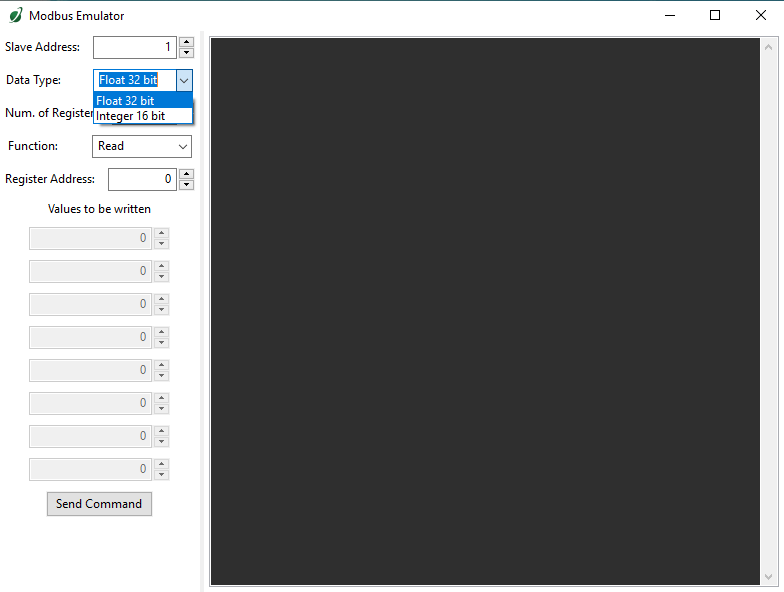 Modbus Emulator
Slave Address: 1
Data Type: Float 32 bit
Float 32 bit
Num. of Register
Integer 16 bit
Function: Read
Register Address: 0
Values to be written
0
0
0
0
0
0
0
0
Send Command